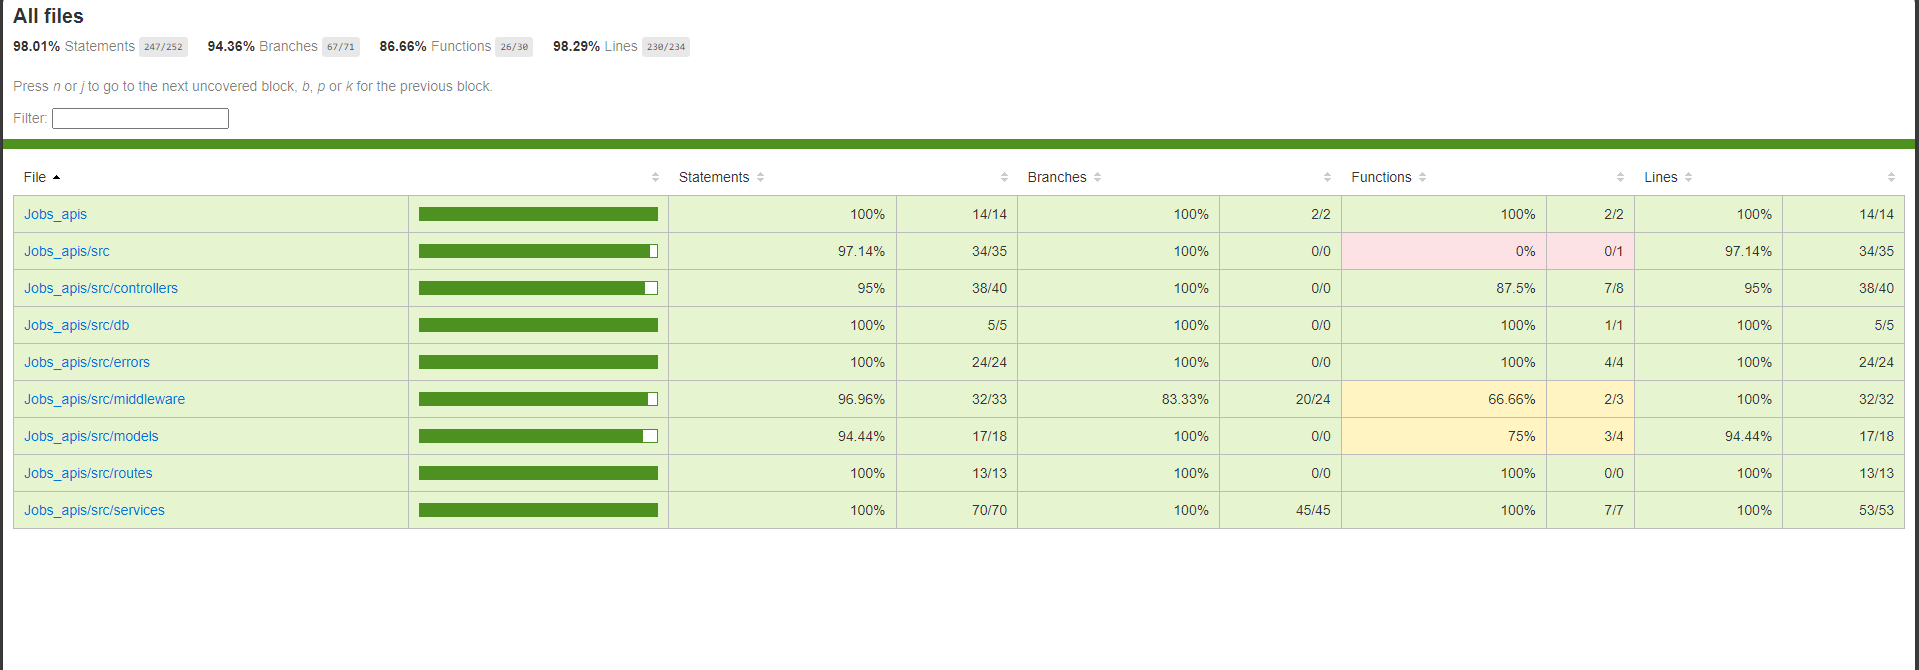 All files
98.01% Statements 247/252 94.36% Branches 67/71 86.66% Functions 26/30 98.29% Lines 230/234
Press n or j to go to the next uncovered block, b, p or k for the previous block.
Filter:
File Statements Branches Functions Lines
Jobs_apis 100% 14/14 100% 2/2 100% 2/2 100% 14/14
Jobs_apis/src 97.14% 34/35 100% 0/0 0% 0/1 97.14% 34/35
Jobs_apis/src/controllers 95% 38/40 100% 0/0 87.5% 7/8 95% 38/40
Jobs_apis/src/db 100% 5/5 100% 0/0 100% 1/1 100% 5/5
Jobs_apis/src/errors 100% 24/24 100% 0/0 100% 4/4 100% 24/24
Jobs_apis/src/middleware 96.96% 32/33 83.33% 20/24 66.66% 2/3 100% 32/32
Jobs_apis/src/models 94.44% 17/18 100% 0/0 75% 3/4 94.44% 17/18
Jobs_apis/src/routes 100% 13/13 100% 0/0 100% 0/0 100% 13/13
Jobs_apis/src/services 100% 70/70 100% 45/45 100% 7/7 100% 53/53